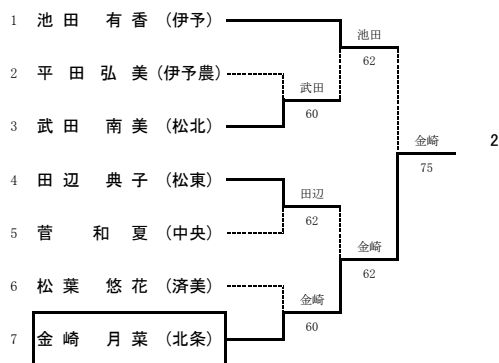 1 池田 有香 (伊予)
池田
62
2 平田 弘美 (伊予農)
武田
60
3 武田 南美 (松北)
金崎
75
2
4 田辺 典子 (松東)
田辺
62
5 菅 和夏 (中央)
金崎
62
6 松葉 悠花 (済美)
金崎
60
7 金崎 月菜 (北条)